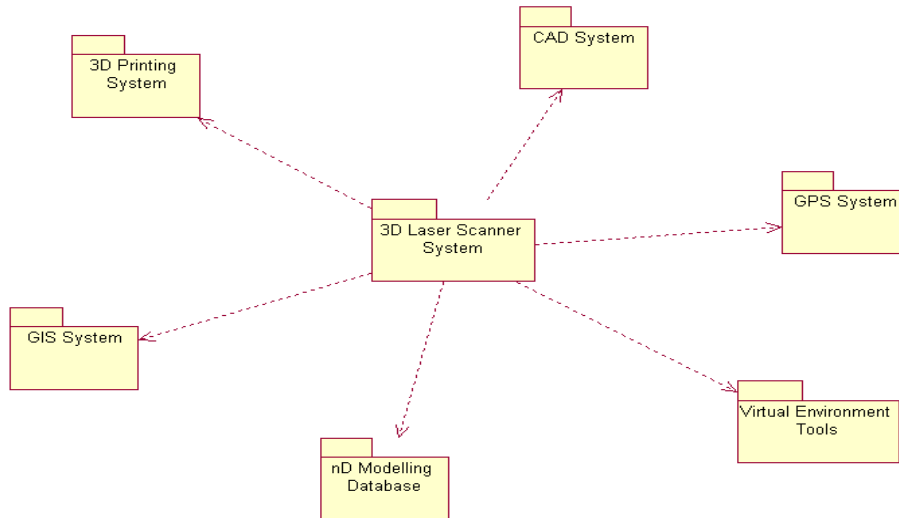 CAD System
3D Printing
System
GPS System
3D Laser Scanner
System
GIS System
Virtual Environment
Tools
nD Modelling
Database